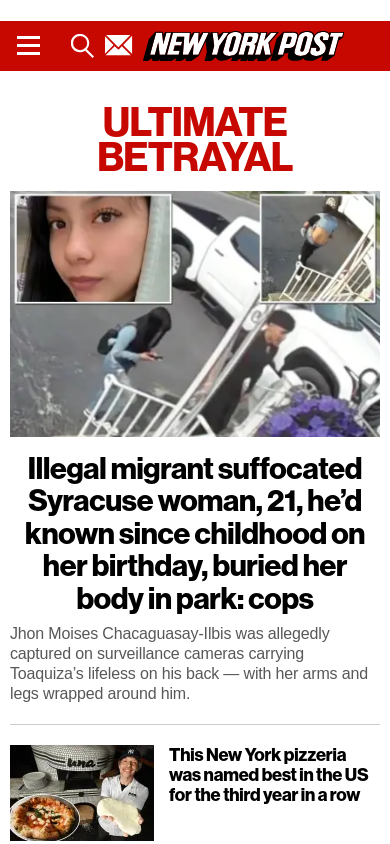 NEW YORK POST
ULTIMATE
BETRAYAL
Illegal migrant suffocated
Syracuse woman, 21, he’d
known since childhood on
her birthday, buried her
body in park: cops
Jhon Moises Chacaguasay-Ilbis was allegedly
captured on surveillance cameras carrying
Toaquiza’s lifeless on his back — with her arms and
legs wrapped around him.
This New York pizzeria
was named best in the US
for the third year in a row